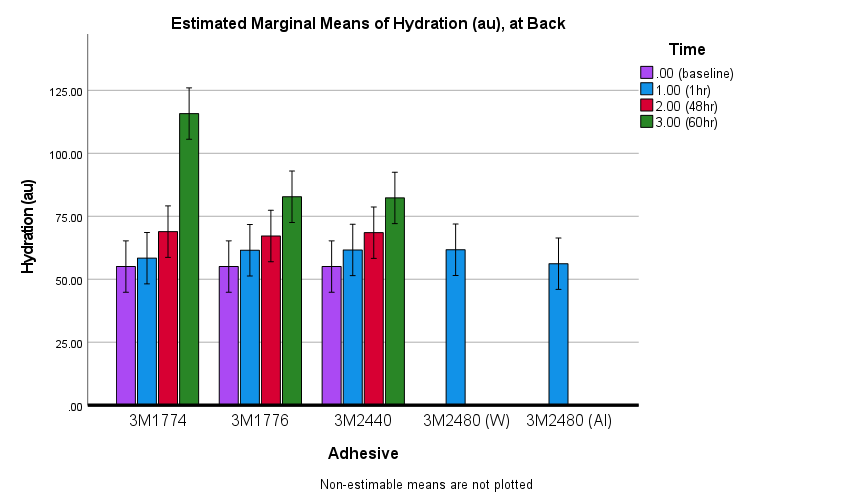 Estimated Marginal Means of Hydration (au), at Back
Time
.00 (baseline)
1.00 (1hr)
2.00 (48hr)
3.00 (60hr)
Hydration (au)
125.00
100.00
75.00
50.00
25.00
.00
3M1774 3M1776 3M2440 3M2480 (W) 3M2480 (Al)
Adhesive
Non-estimable means are not plotted